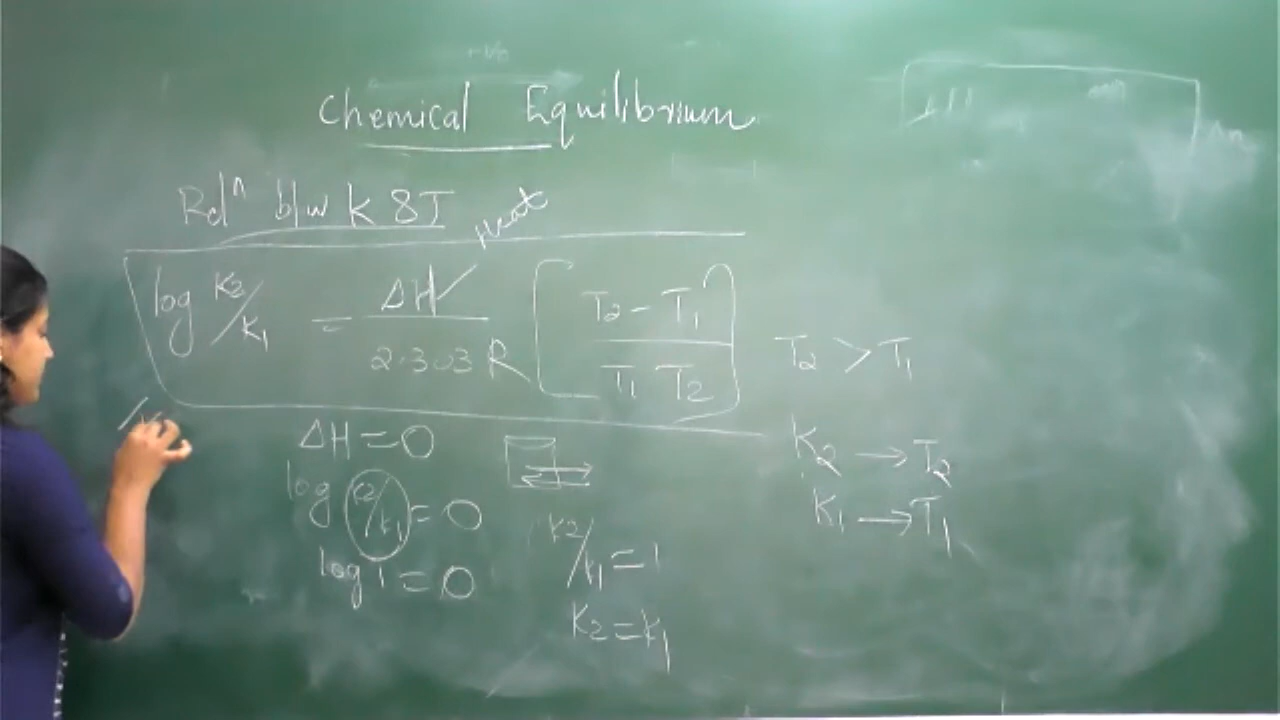 Chemical Equilibrium
Relⁿ b/w K & T
Heat
log K₂/K₁ = ΔH/2.303 R [T₂ - T₁/T₁ T₂]
T₂ > T₁
ΔH = 0
K₂ → T₂
log K₂/K₁ = 0
K₁ → T₁
K₂/K₁ = 1
log 1 = 0
K₂ = K₁